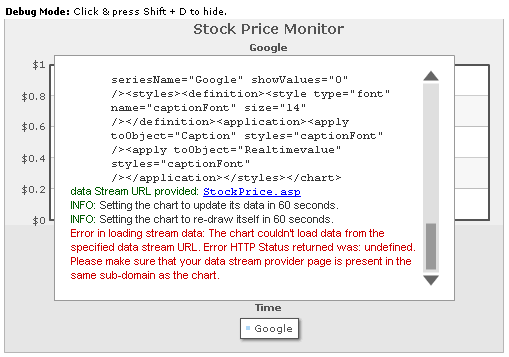 Debug Mode: Click & press Shift + D to hide.
Stock Price Monitor
Google
$1
$0.8
$0.6
$0.4
$0.2
$0
seriesName="Google" showValues="0"
/><styles><definition><style type="font"
name="captionFont" size="14"
/></definition><application><apply
toObject="Caption" styles="captionFont"
/><apply toObject="Realtimevalue"
styles="captionFont"
/></application></styles></chart>
data Stream URL provided: StockPrice.asp
INFO: Setting the chart to update its data in 60 seconds.
INFO: Setting the chart to re-draw itself in 60 seconds.
Error in loading stream data: The chart couldn't load data from the
specified data stream URL. Error HTTP Status returned was: undefined.
Please make sure that your data stream provider page is present in the
same sub-domain as the chart.
Time
Google